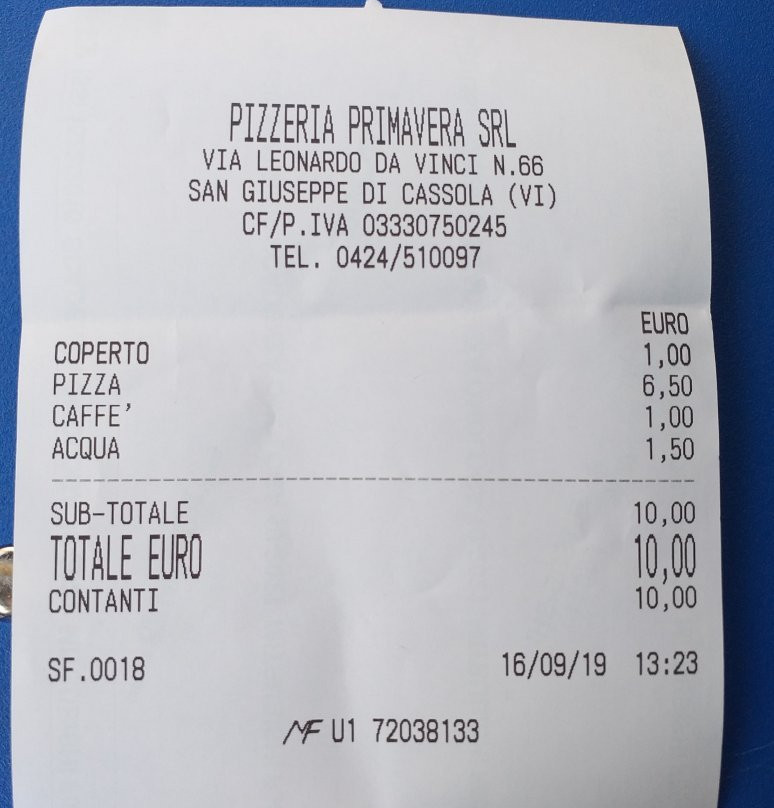 PIZZERIA PRIMAVERA SRL
VIA LEONARDO DA VINCI N.66
SAN GIUSEPPE DI CASSOLA (VI)
CF/P.IVA 03330750245
TEL. 0424/510097
EURO
COPERTO 1,00
PIZZA 6,50
CAFFE' 1,00
ACQUA 1,50
SUB-TOTALE 10,00
TOTALE EURO 10,00
CONTANTI 10,00
SF.0018 16/09/19 13:23
MF U1 72038133